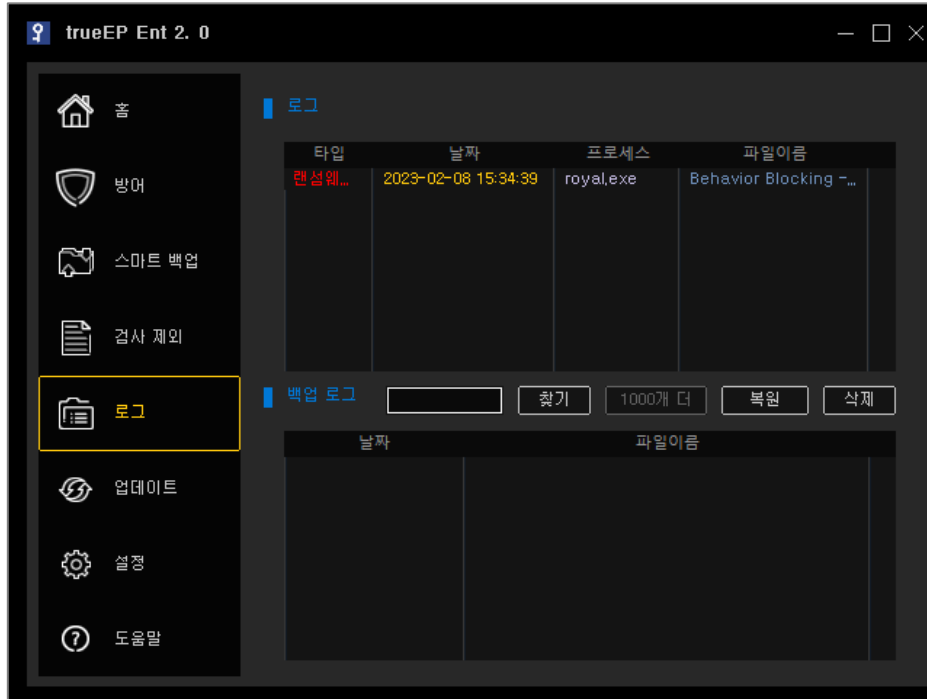 trueEP Ent 2. 0
홈
방어
스마트 백업
검사 제외
로그
업데이트
설정
도움말
로그
타입 날짜 프로세스 파일이름
랜섬웨... 2023-02-08 15:34:39 royal,exe Behavior Blocking -...
백업 로그 찾기 1000개 더 복원 삭제
날짜 파일이름